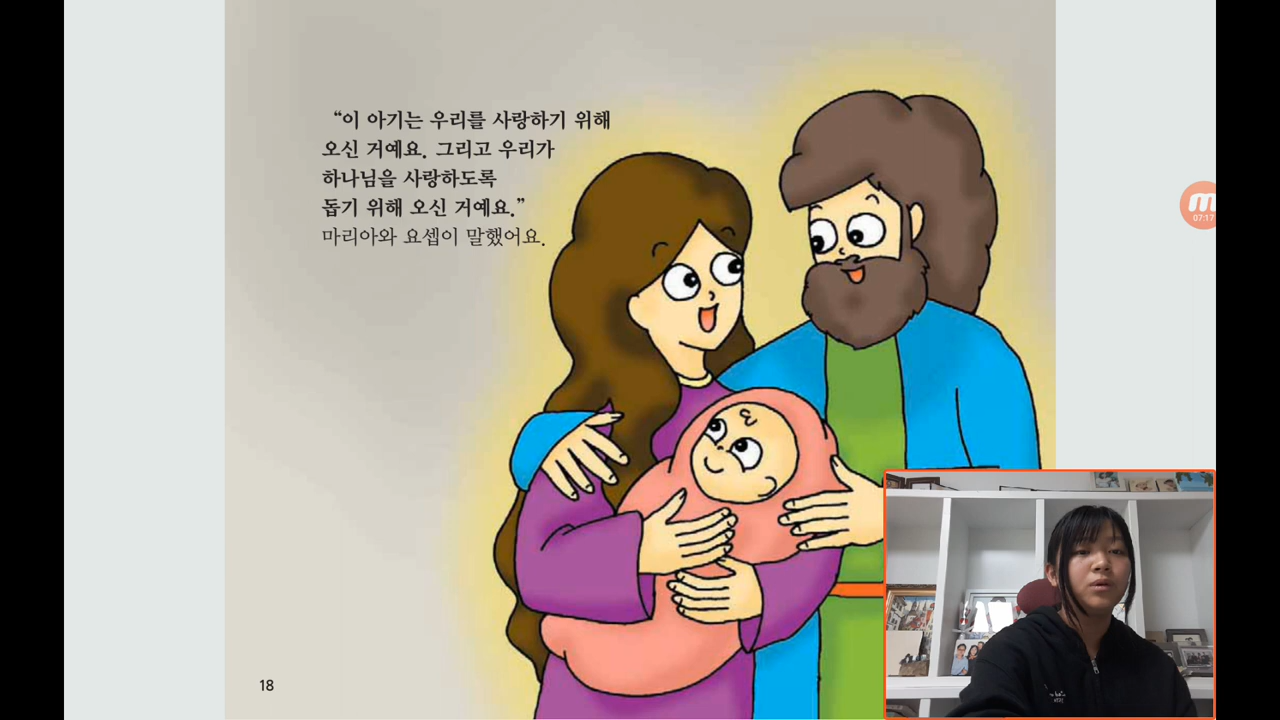 “이 아기는 우리를 사랑하기 위해
오신 거예요. 그리고 우리가
하나님을 사랑하도록
돕기 위해 오신 거예요.”
마리아와 요셉이 말했어요.
18
07:17